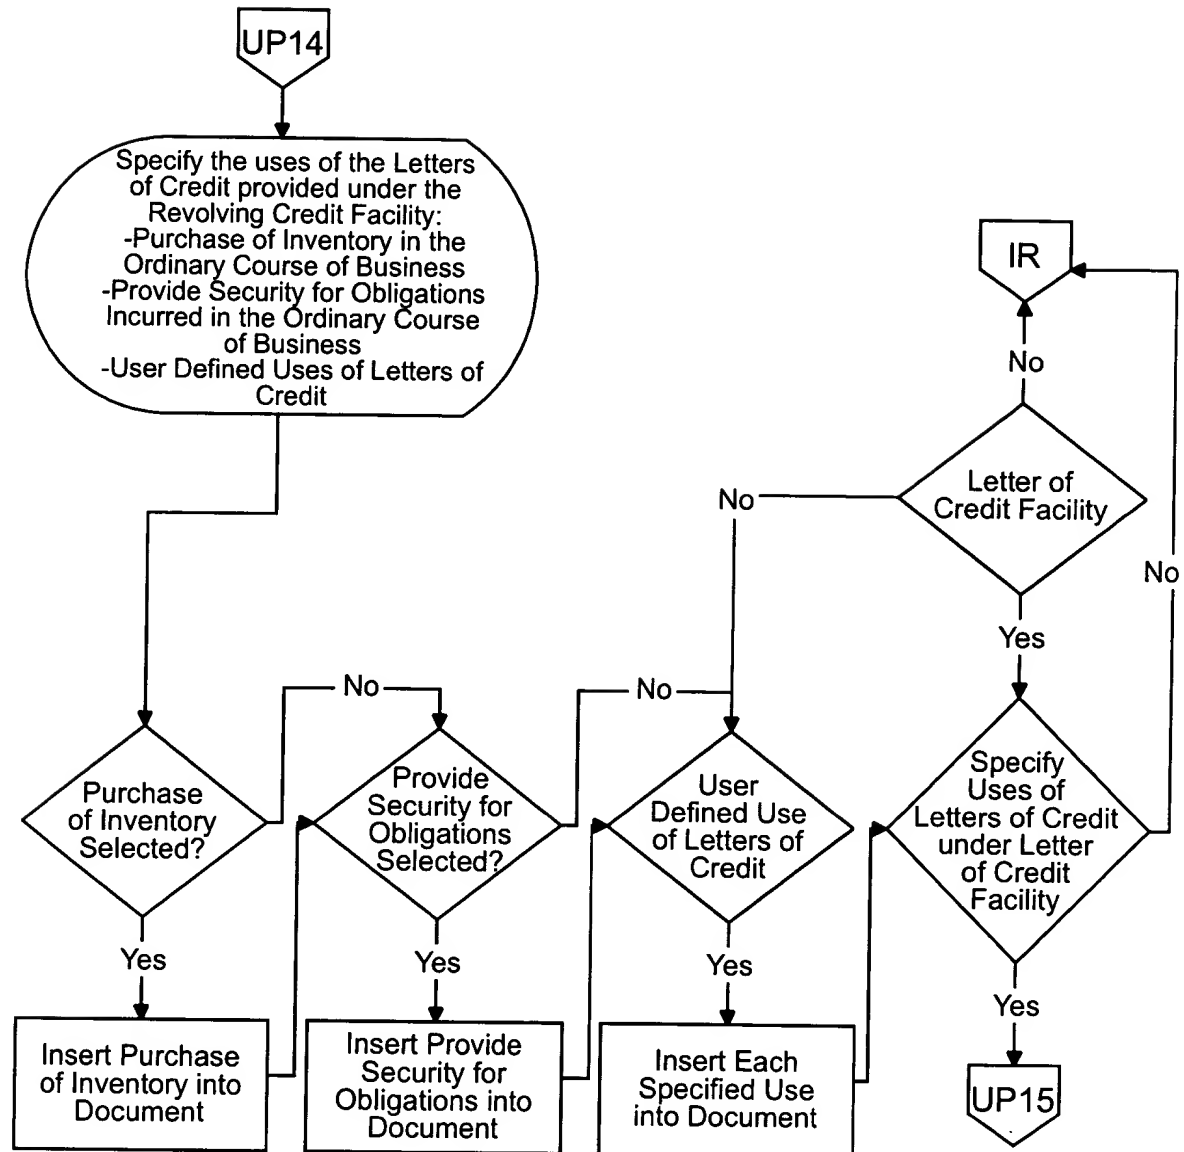 UP14
Specify the uses of the Letters
of Credit provided under the
Revolving Credit Facility:
-Purchase of Inventory in the
Ordinary Course of Business
-Provide Security for Obligations
Incurred in the Ordinary Course
of Business
-User Defined Uses of Letters of
Credit
IR
No
Letter of
Credit Facility
No
No
Yes
No
No
Purchase
of Inventory
Selected?
Provide
Security for
Obligations
Selected?
User
Defined Use
of Letters of
Credit
Specify
Uses of
Letters of Credit
under Letter
of Credit
Facility
Yes
Yes
Yes
Yes
Insert Purchase
of Inventory into
Document
Insert Provide
Security for
Obligations into
Document
Insert Each
Specified Use
into Document
UP15